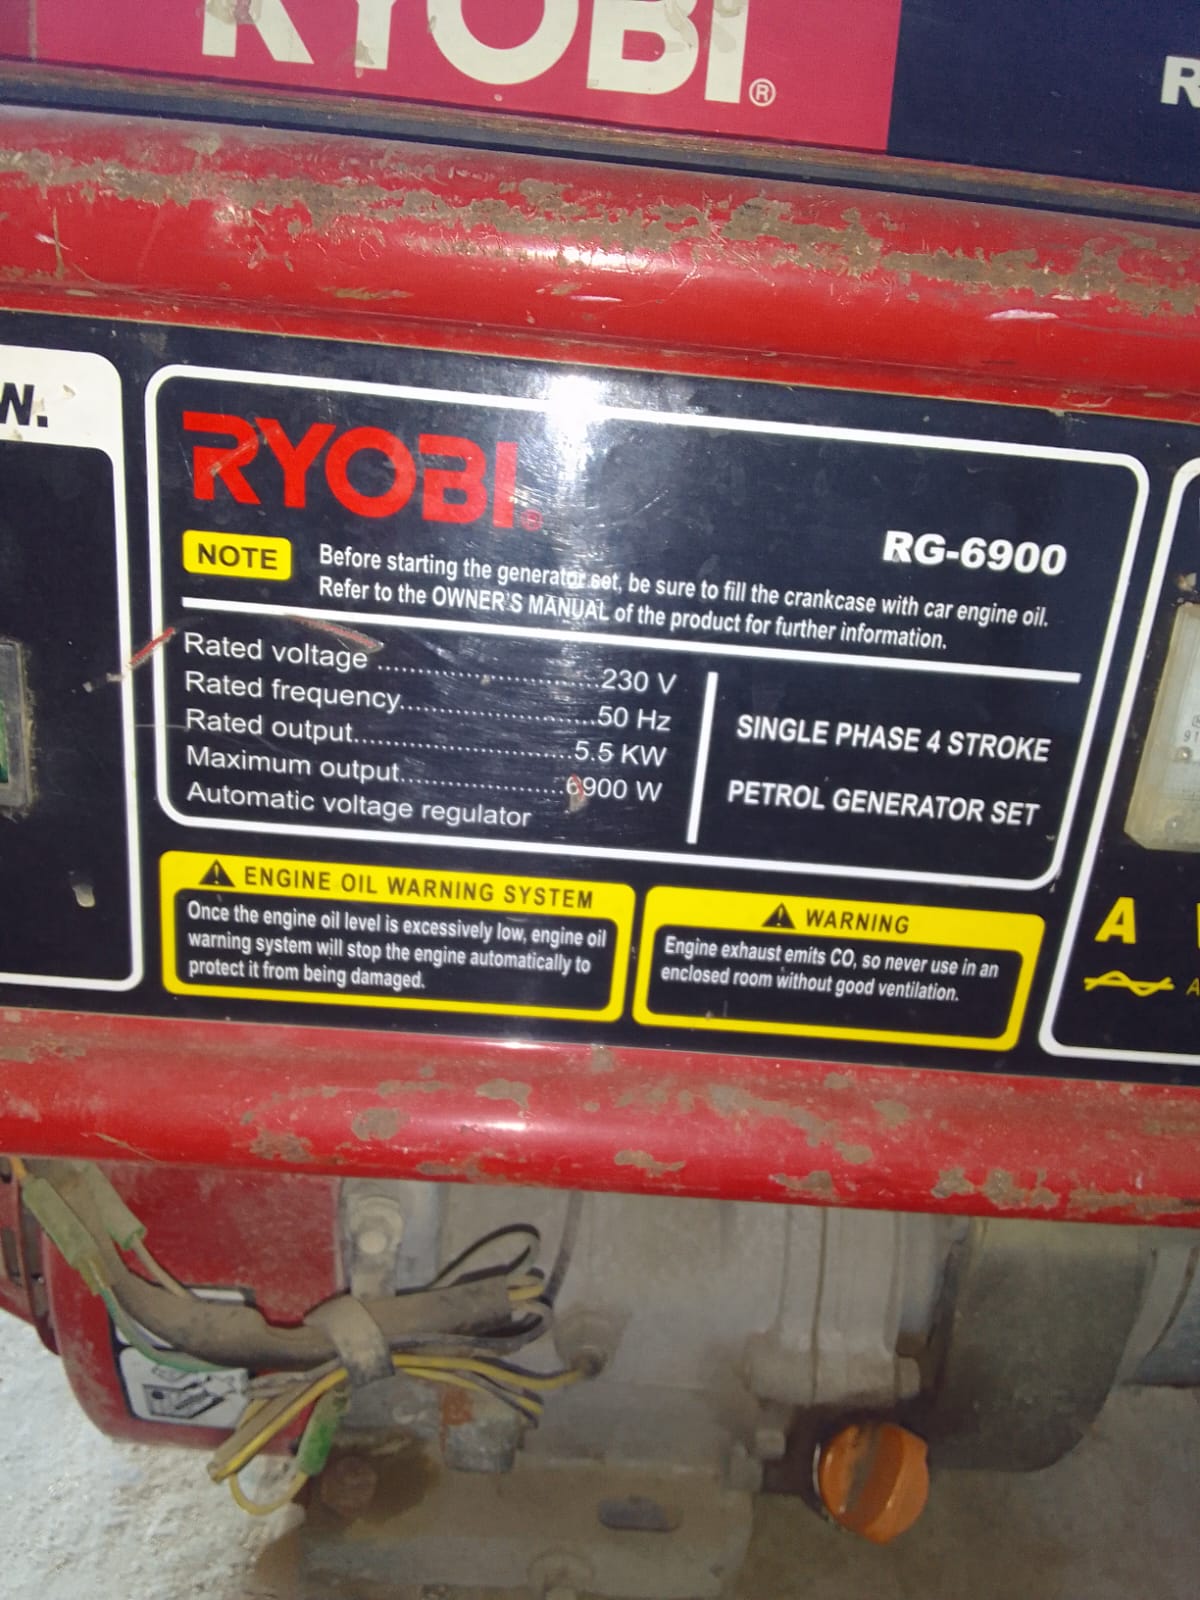 RYOBI®
R
W.
RYOBI®
RG-6900
NOTE
Before starting the generator set, be sure to fill the crankcase with car engine oil.
Refer to the OWNER'S MANUAL of the product for further information.
Rated voltage ..............................230 V
Rated frequency..........................50 Hz
Rated output.............................5.5 KW
Maximum output......................6900 W
Automatic voltage regulator
SINGLE PHASE 4 STROKE
PETROL GENERATOR SET
ENGINE OIL WARNING SYSTEM
Once the engine oil level is excessively low, engine oil
warning system will stop the engine automatically to
protect it from being damaged.
WARNING
Engine exhaust emits CO, so never use in an
enclosed room without good ventilation.
A
A